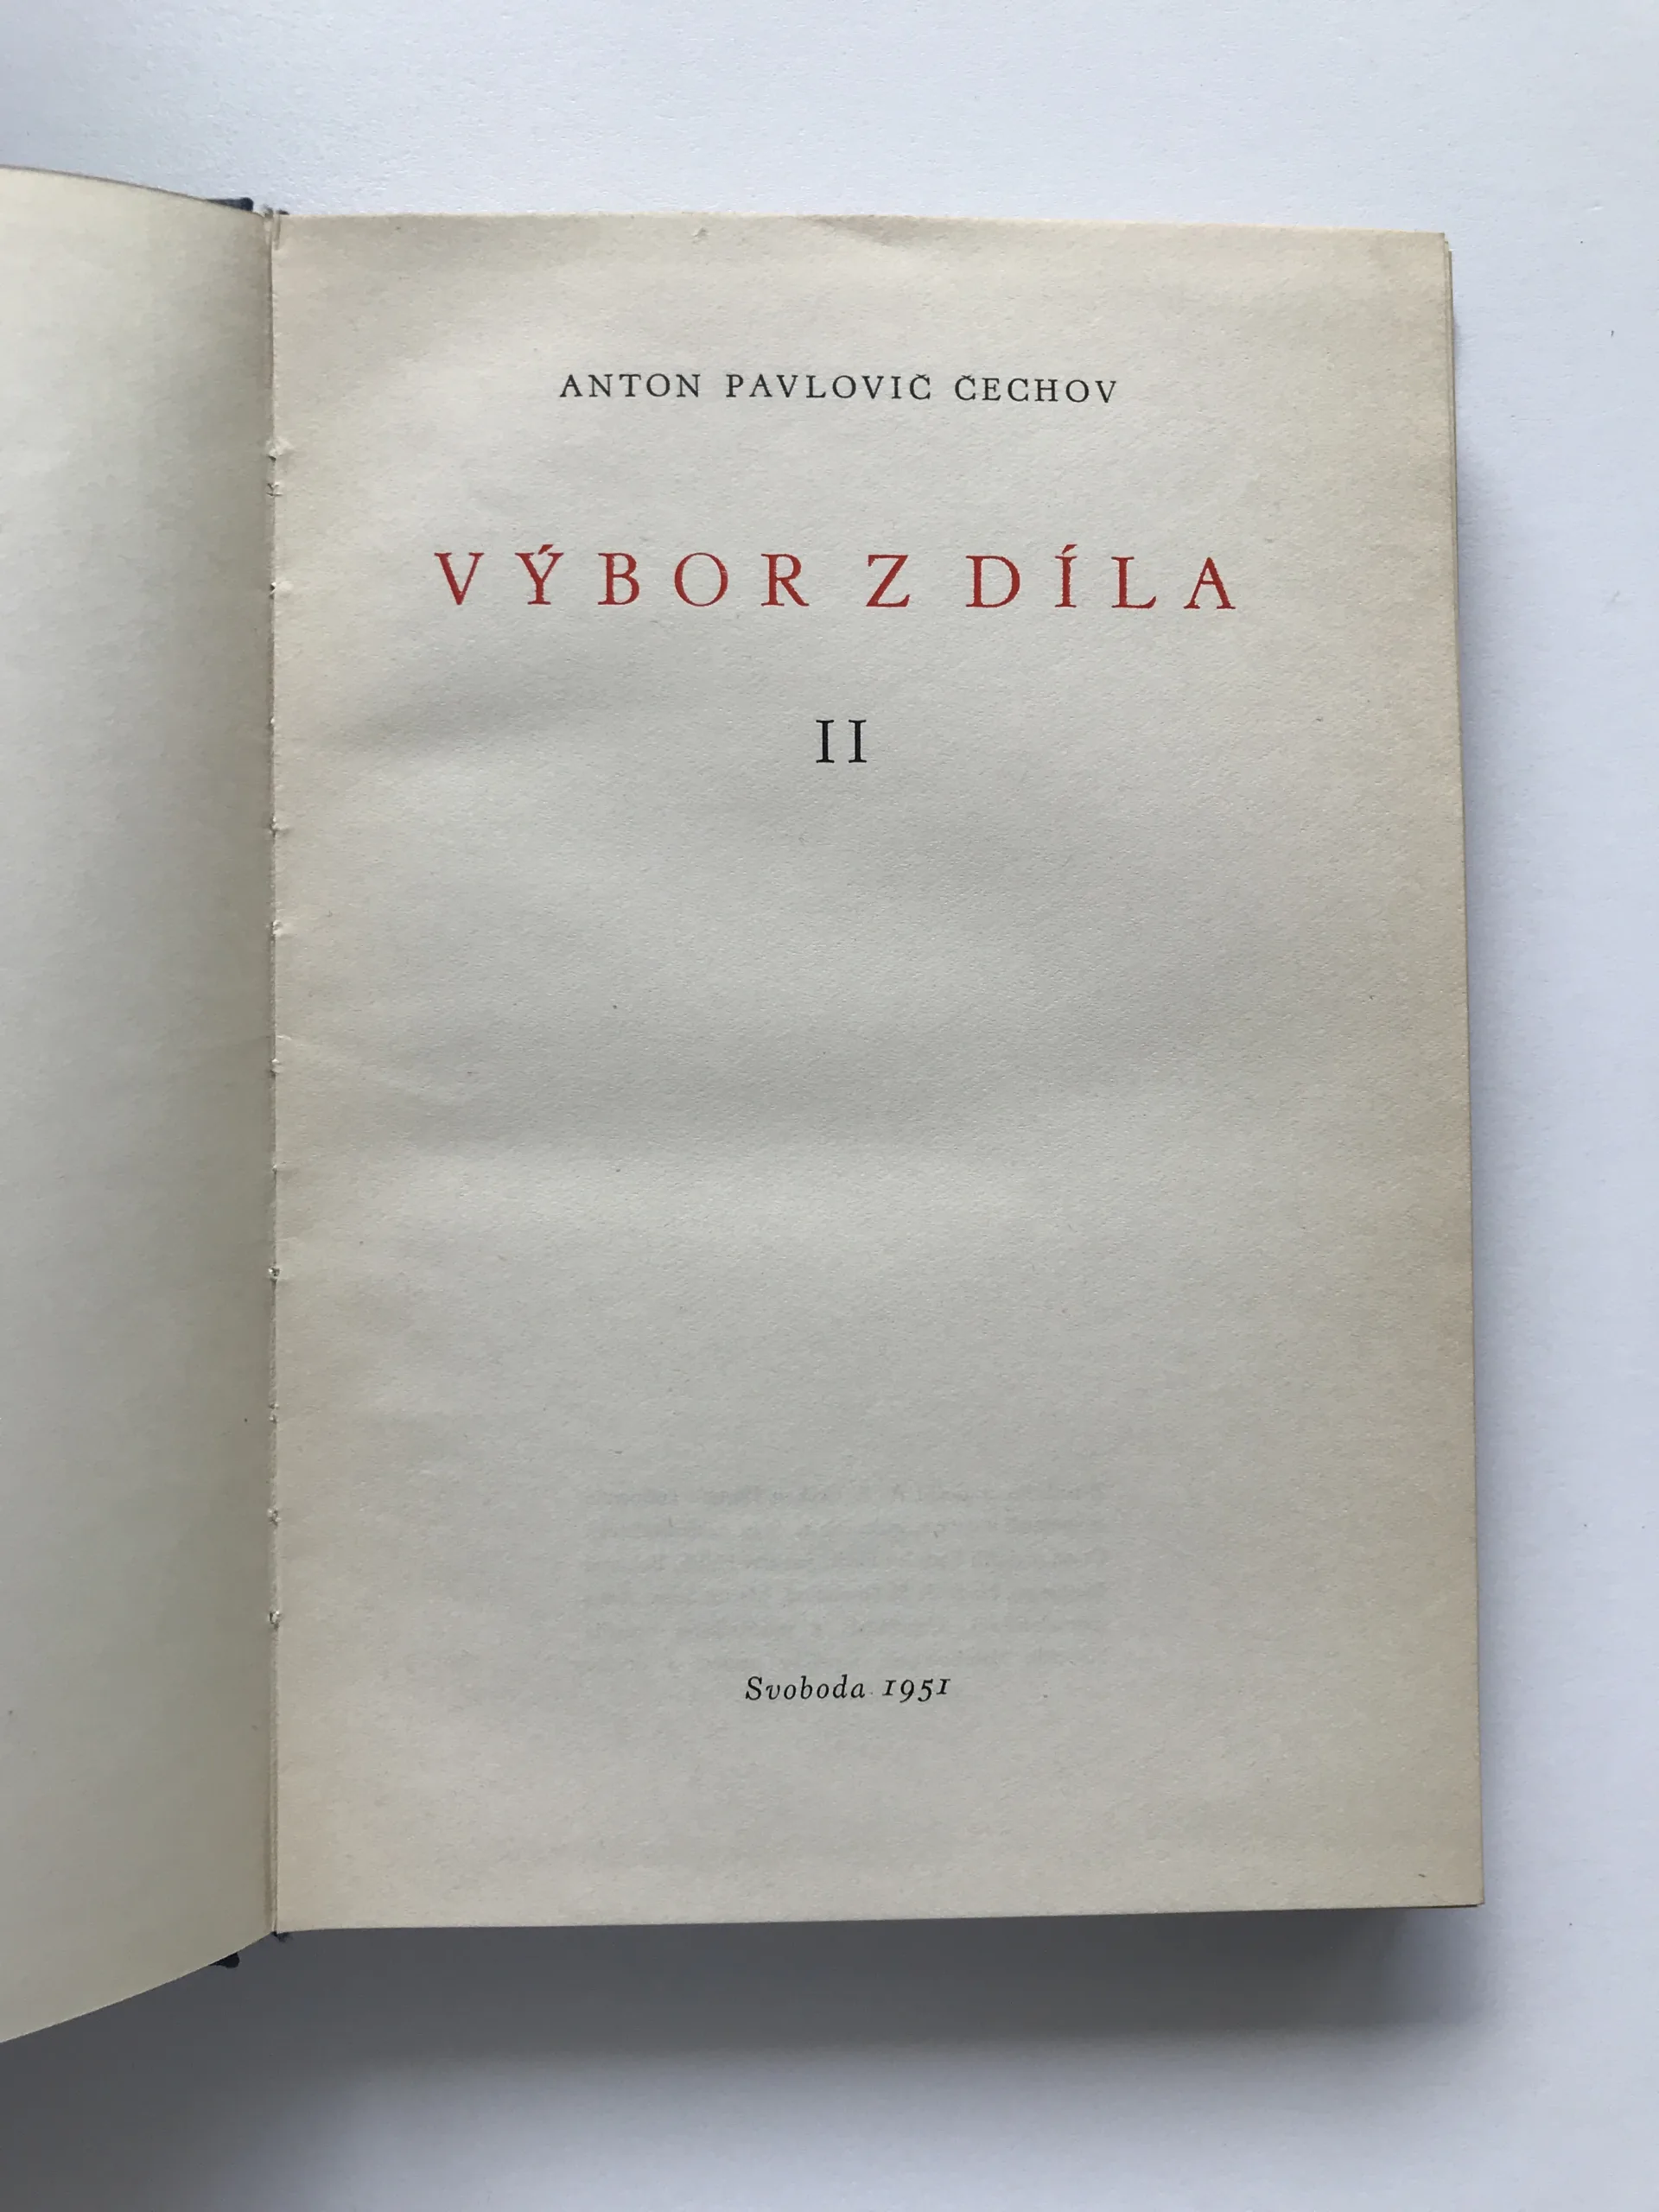 ANTON PAVLOVIČ ČECHOV
VÝBOR Z DÍLA
II
Svoboda 1951